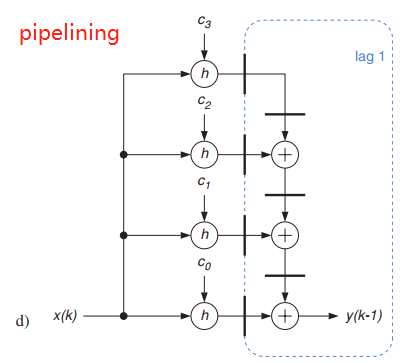 pipelining
c3
lag 1
h
c2
h
+
c1
h
+
c0
d) x(k)
h
+
y(k-1)